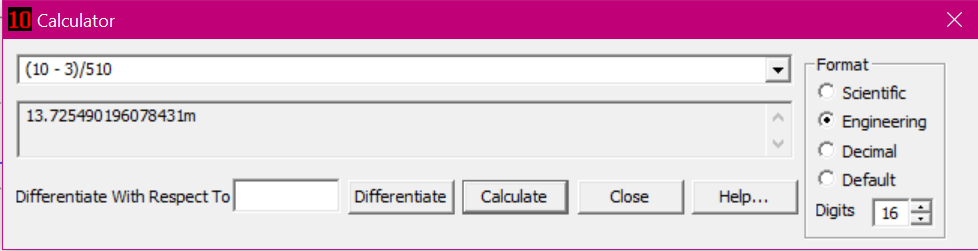 10 Calculator
(10 - 3)/510
13.725490196078431m
Differentiate With Respect To Differentiate Calculate Close Help...
Format
Scientific
Engineering
Decimal
Default
Digits 16